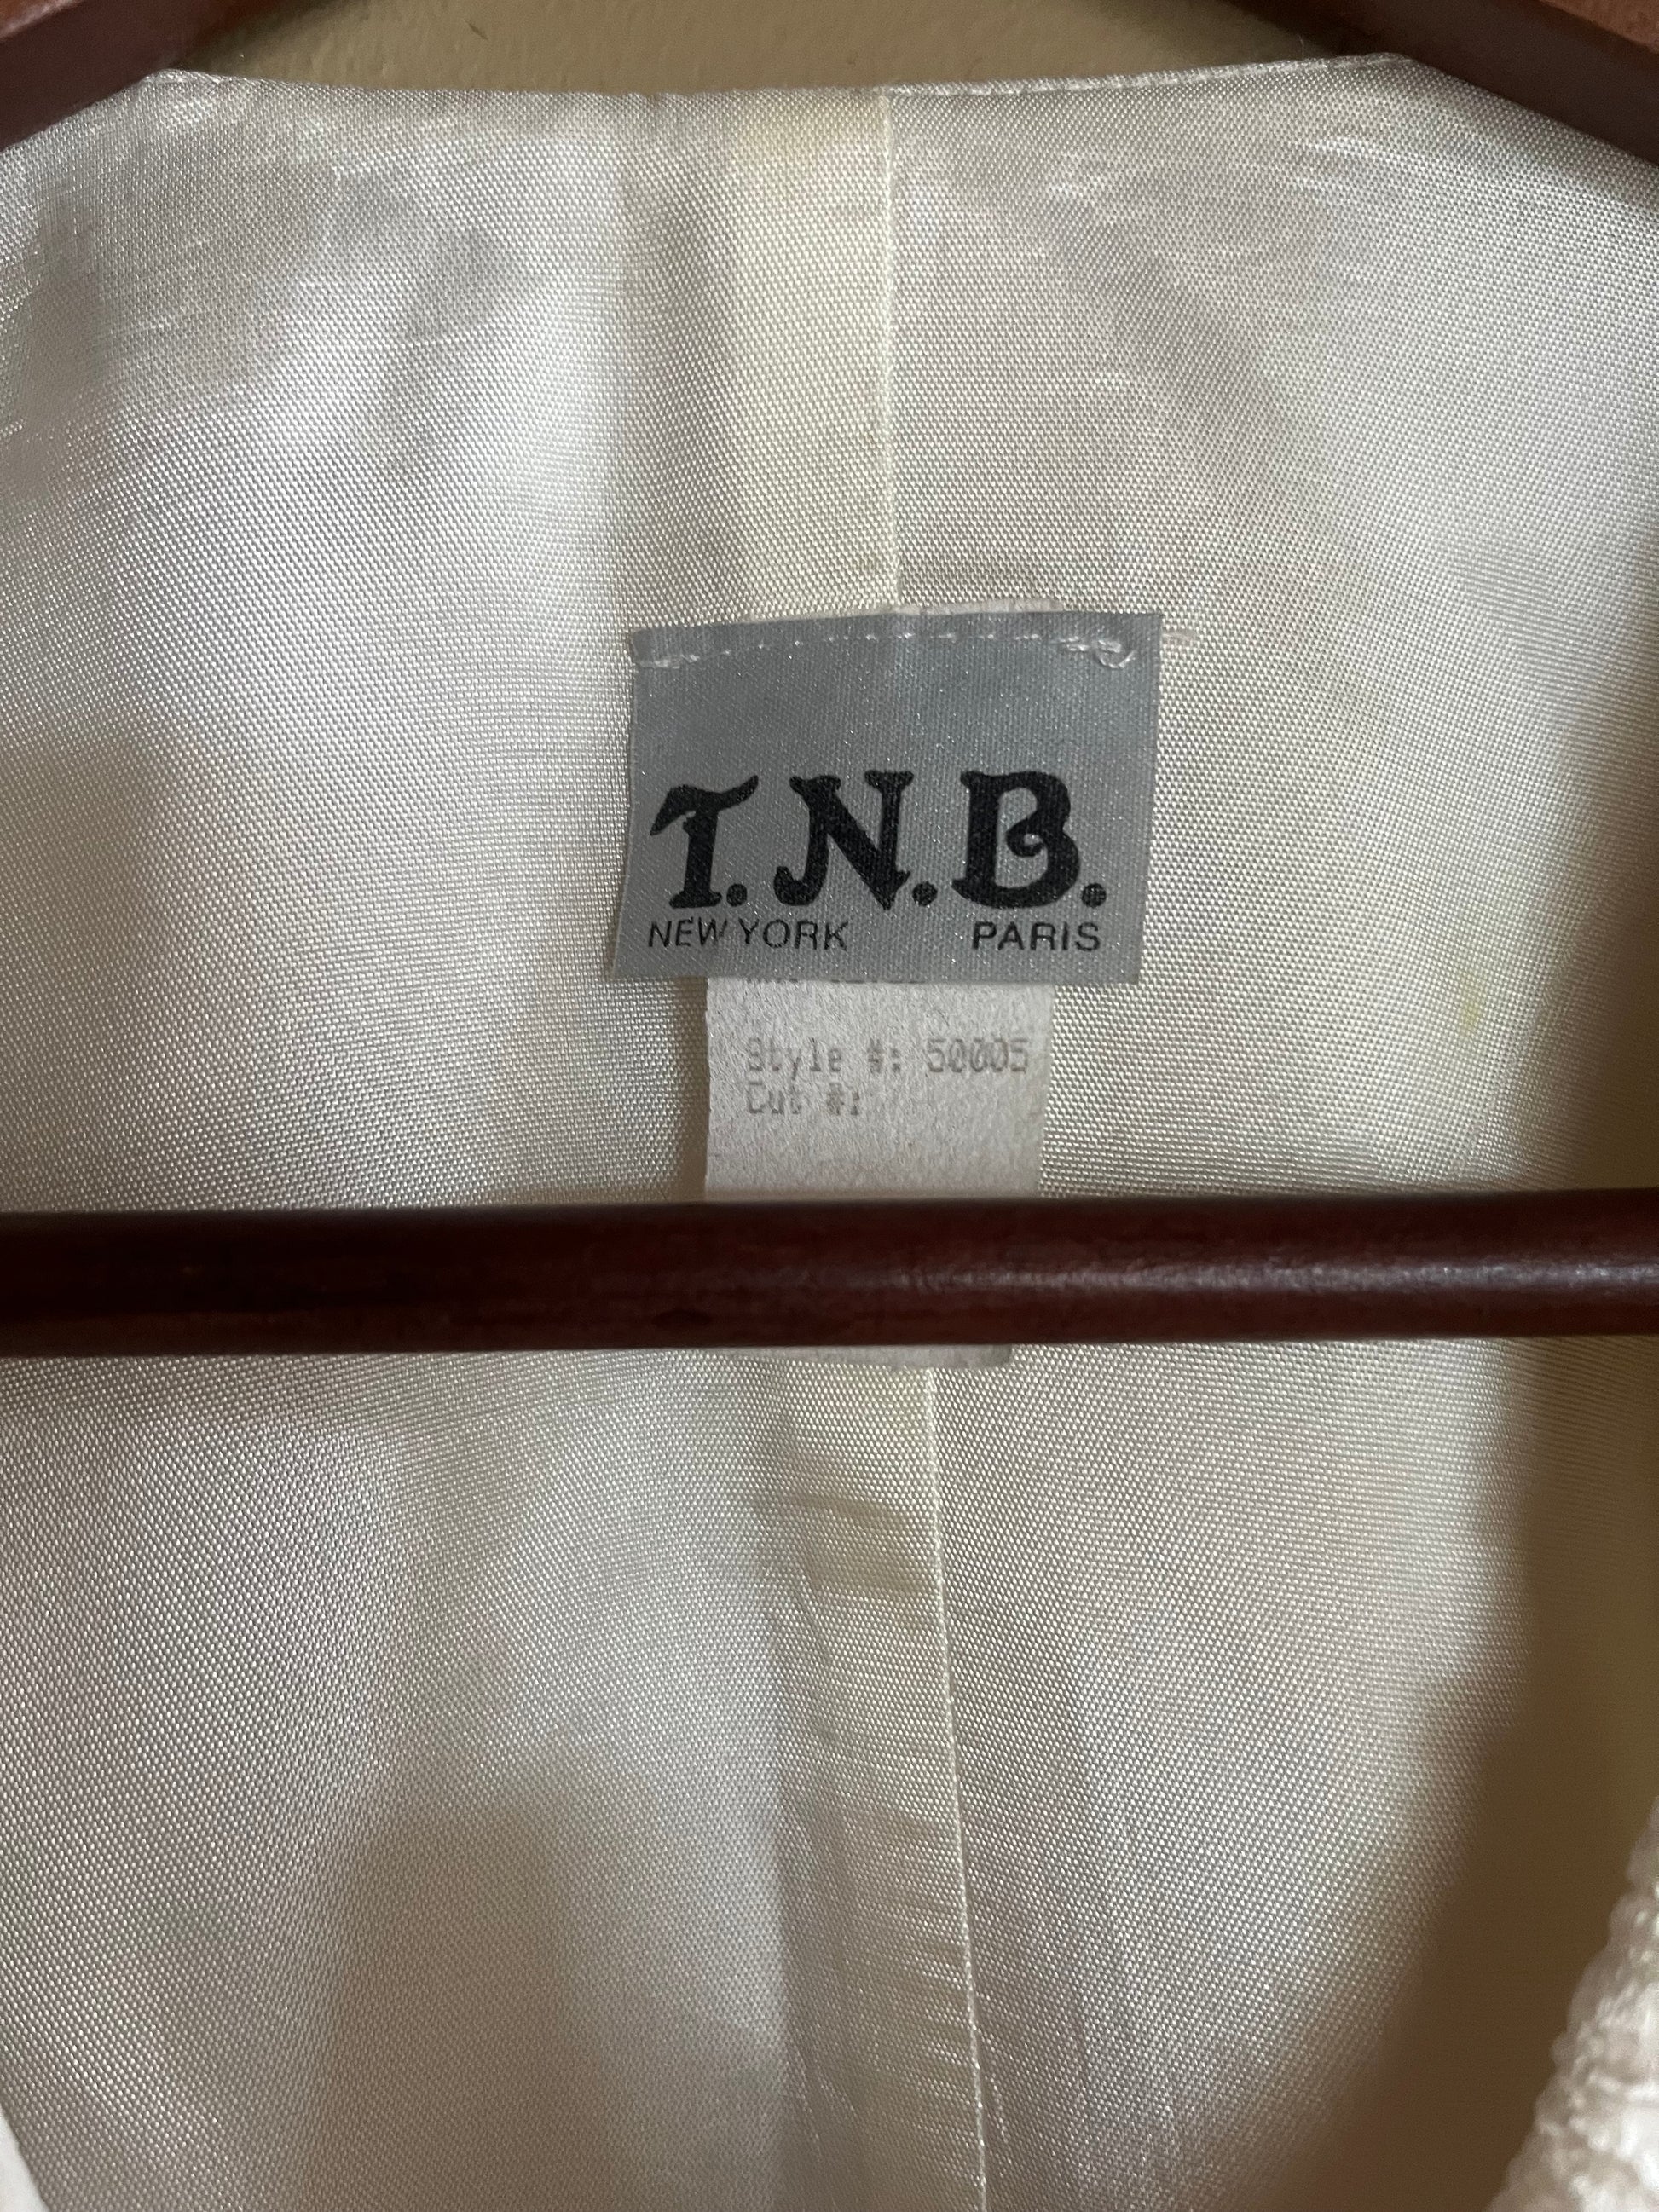 T.N.B.
NEW YORK PARIS
Style #: 50005
Cut #: